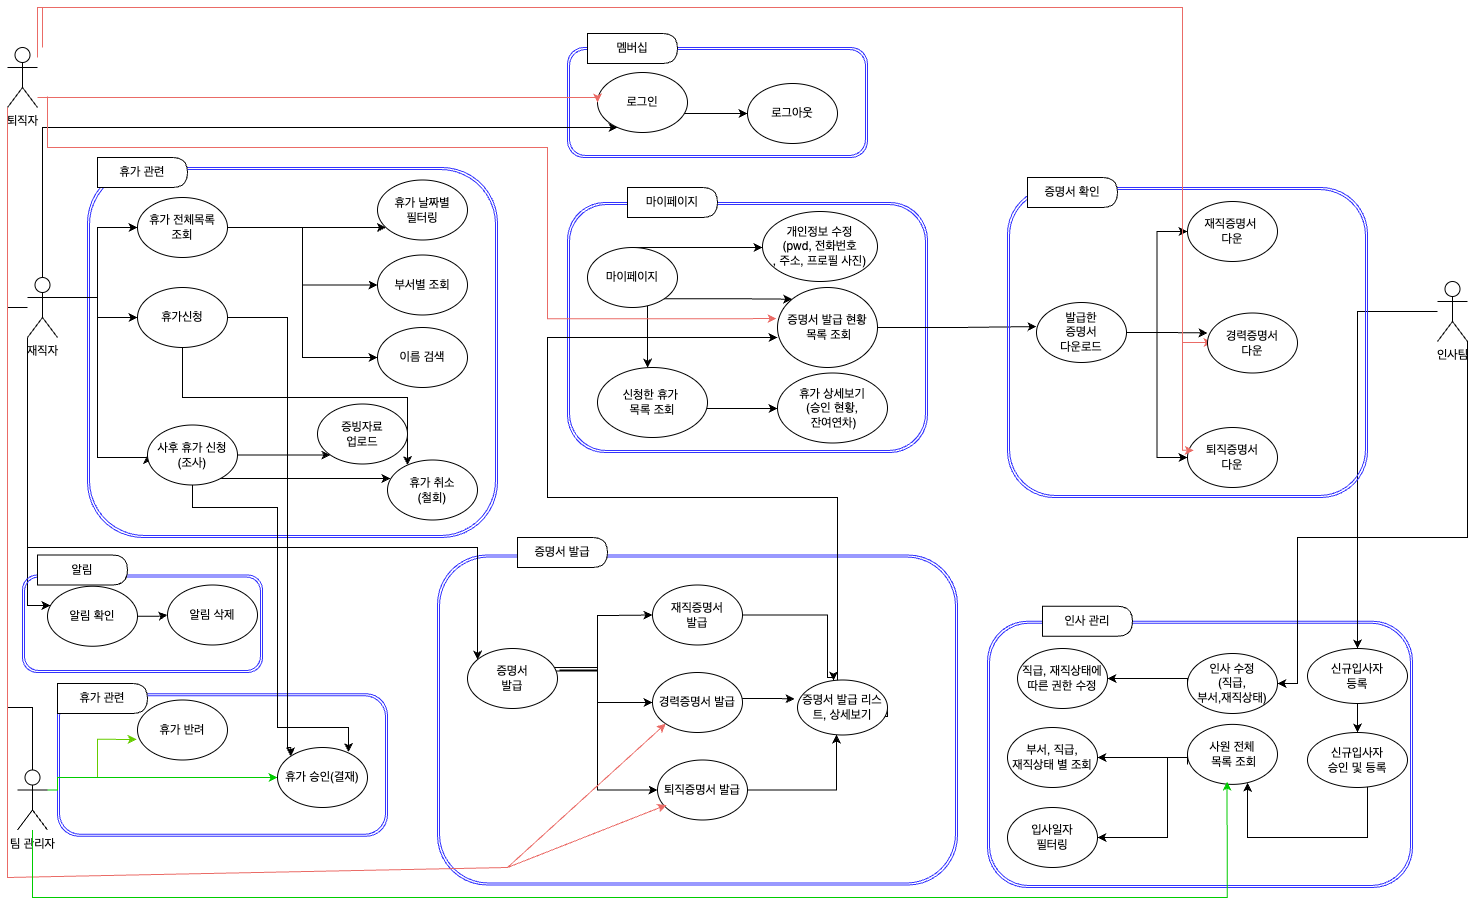 멤버십
로그인
로그아웃
퇴직자
휴가 관련
휴가 전체목록
조회
휴가 날짜별
필터링
부서별 조회
이름 검색
휴가신청
사후 휴가 신청
(조사)
증빙자료
업로드
휴가 취소
(철회)
재직자
마이페이지
마이페이지
개인정보 수정
(pwd, 전화번호
, 주소, 프로필 사진)
증명서 발급 현황
목록 조회
신청한 휴가
목록 조회
휴가 상세보기
(승인 현황,
잔여연차)
증명서 확인
재직증명서
다운
발급한
증명서
다운로드
경력증명서
다운
퇴직증명서
다운
인사팀
알림
알림 확인
알림 삭제
휴가 관련
휴가 반려
휴가 승인(결재)
팀 관리자
증명서 발급
증명서
발급
재직증명서
발급
경력증명서 발급
퇴직증명서 발급
증명서 발급 리스
트, 상세보기
인사 관리
직급, 재직상태에
따른 권한 수정
인사 수정
(직급,
부서,재직상태)
신규입사자
등록
부서, 직급,
재직상태 별 조회
사원 전체
목록 조회
신규입사자
승인 및 등록
입사일자
필터링